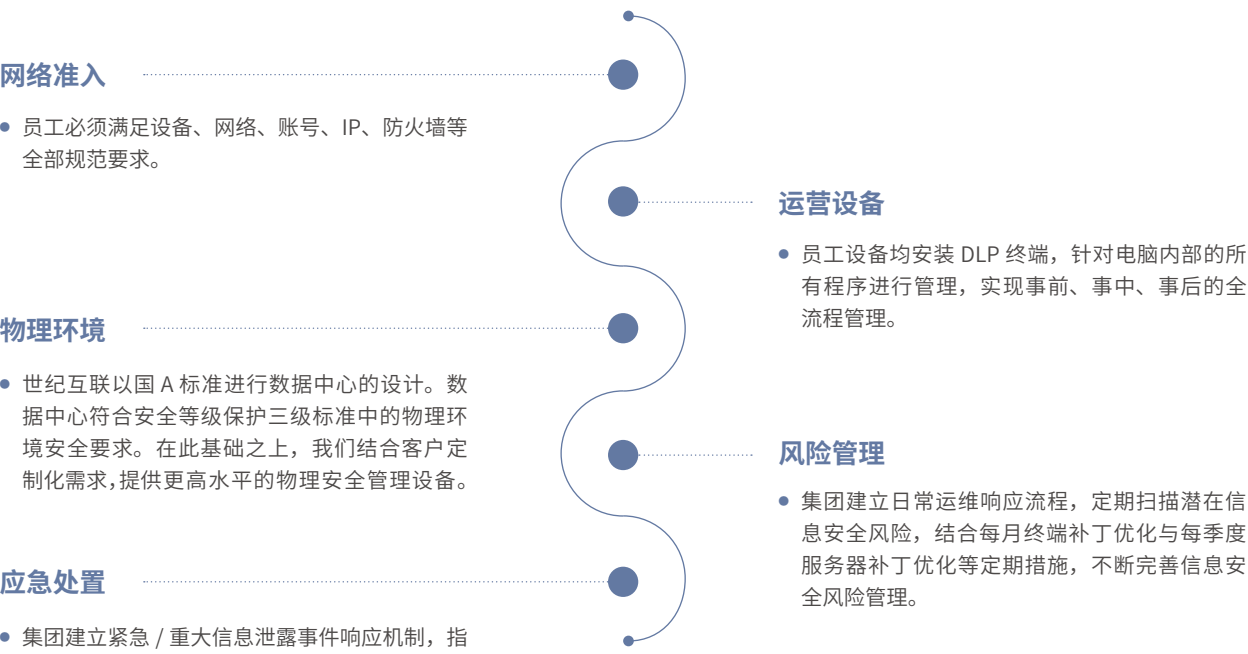 网络准入
员工必须满足设备、网络、账号、IP、防火墙等
全部规范要求。
运营设备
员工设备均安装 DLP 终端，针对电脑内部的所
有程序进行管理，实现事前、事中、事后的全
流程管理。
物理环境
世纪互联以国 A 标准进行数据中心的设计。数
据中心符合安全等级保护三级标准中的物理环
境安全要求。在此基础之上，我们结合客户定
制化需求，提供更高水平的物理安全管理设备。
风险管理
集团建立日常运维响应流程，定期扫描潜在信
息安全风险，结合每月终端补丁优化与每季度
服务器补丁优化等定期措施，不断完善信息安
全风险管理。
应急处置
集团建立紧急 / 重大信息泄露事件响应机制，指